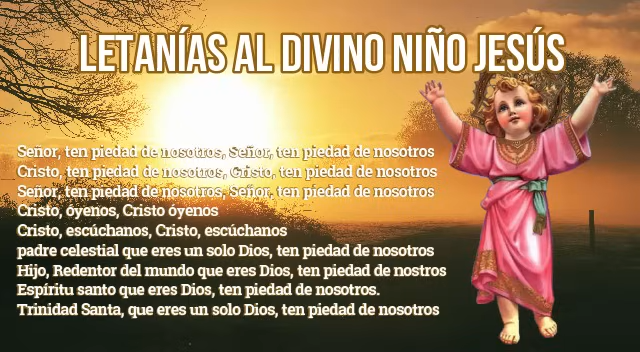 LETANÍAS AL DIVINO NIÑO JESÚS
Señor, ten piedad de nosotros, Señor, ten piedad de nosotros
Cristo, ten piedad de nosotros, Cristo, ten piedad de nosotros
Señor, ten piedad de nosotros, Señor, ten piedad de nosotros
Cristo, óyenos, Cristo óyenos
Cristo, escúchanos, Cristo, escúchanos
padre celestial que eres un solo Dios, ten piedad de nosotros
Hijo, Redentor del mundo que eres Dios, ten piedad de nostros
Espíritu santo que eres Dios, ten piedad de nosotros.
Trinidad Santa, que eres un solo Dios, ten piedad de nosotros